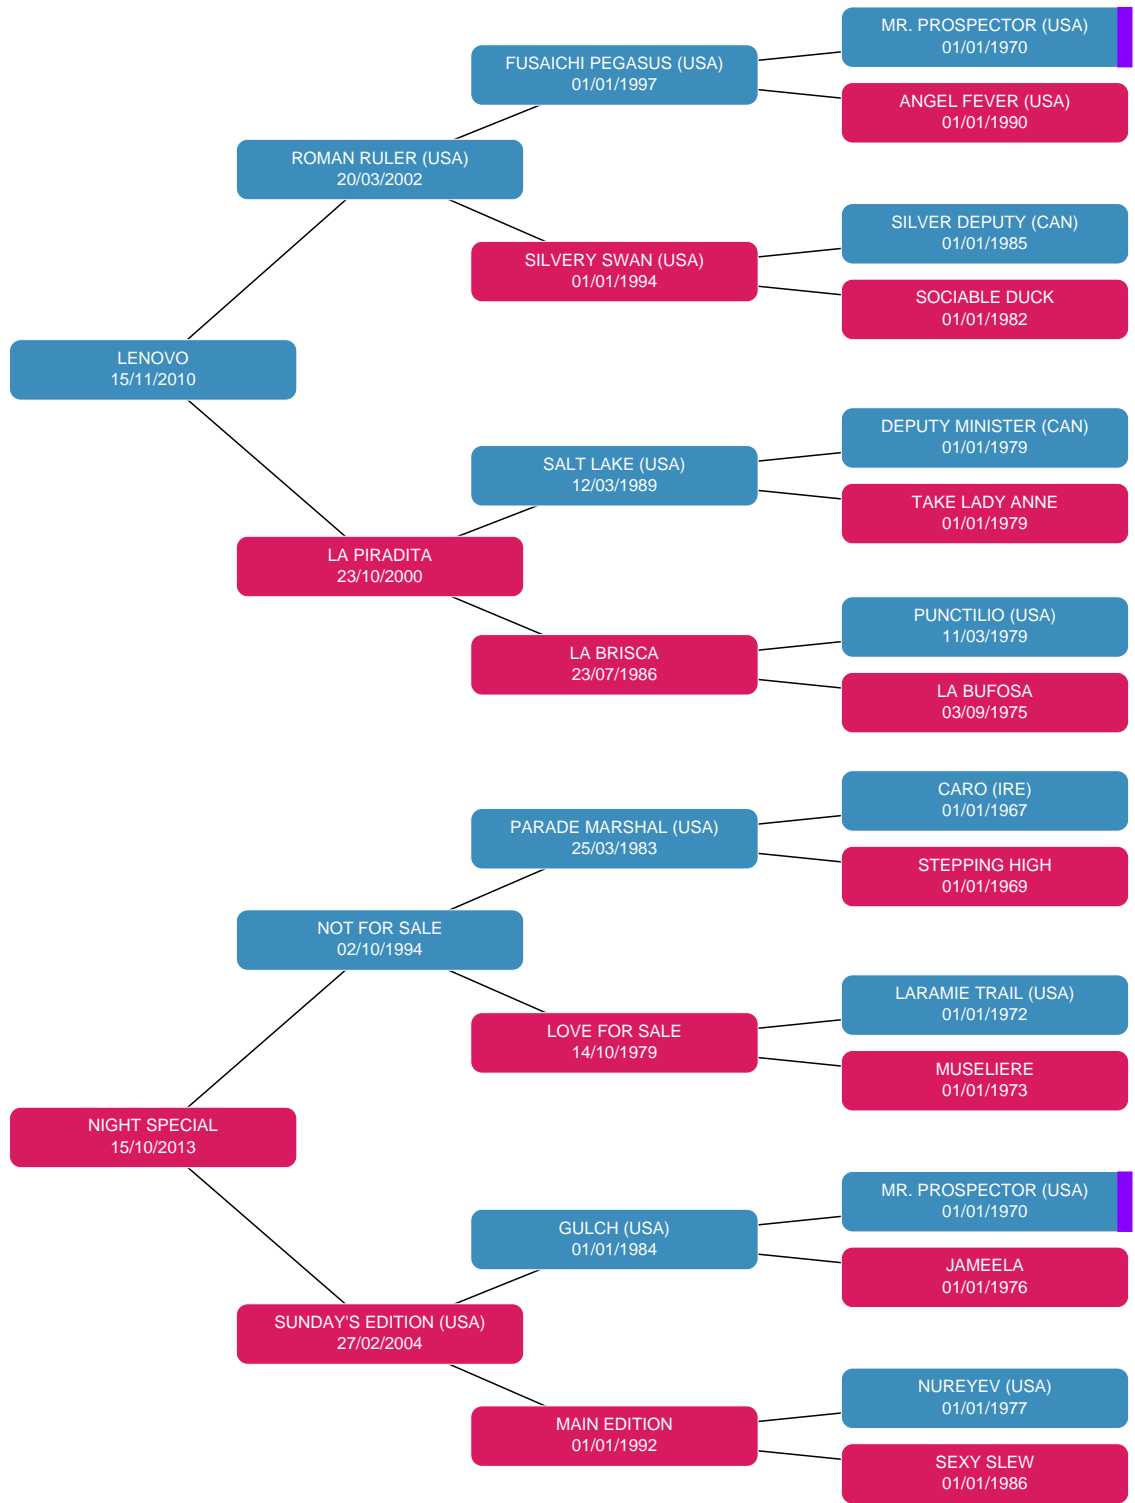 MR. PROSPECTOR (USA)
01/01/1970
FUSAICHI PEGASUS (USA)
01/01/1997
ANGEL FEVER (USA)
01/01/1990
ROMAN RULER (USA)
20/03/2002
SILVER DEPUTY (CAN)
01/01/1985
SILVERY SWAN (USA)
01/01/1994
SOCIABLE DUCK
01/01/1982
LENOVO
15/11/2010
DEPUTY MINISTER (CAN)
01/01/1979
SALT LAKE (USA)
12/03/1989
TAKE LADY ANNE
01/01/1979
LA PIRADITA
23/10/2000
PUNCTILIO (USA)
11/03/1979
LA BRISCA
23/07/1986
LA BUFOSA
03/09/1975
CARO (IRE)
01/01/1967
PARADE MARSHAL (USA)
25/03/1983
STEPPING HIGH
01/01/1969
NOT FOR SALE
02/10/1994
LARAMIE TRAIL (USA)
01/01/1972
LOVE FOR SALE
14/10/1979
MUSELIERE
01/01/1973
NIGHT SPECIAL
15/10/2013
MR. PROSPECTOR (USA)
01/01/1970
GULCH (USA)
01/01/1984
JAMEELA
01/01/1976
SUNDAY'S EDITION (USA)
27/02/2004
NUREYEV (USA)
01/01/1977
MAIN EDITION
01/01/1992
SEXY SLEW
01/01/1986